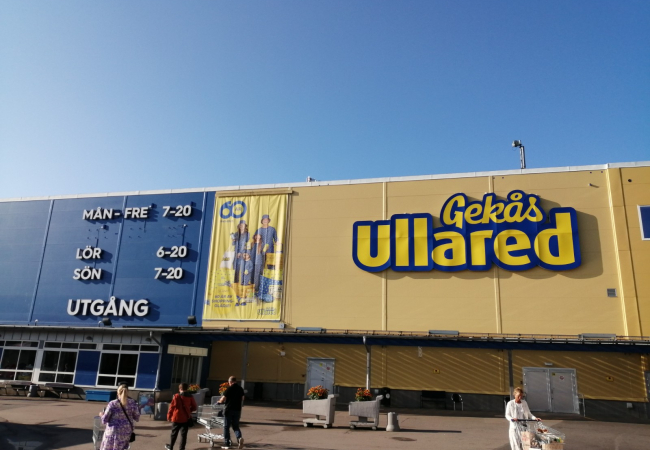 MÅN - FRE 7-20
LÖR 6-20
SÖN 7-20
UTGÅNG
Gekås
Ullared